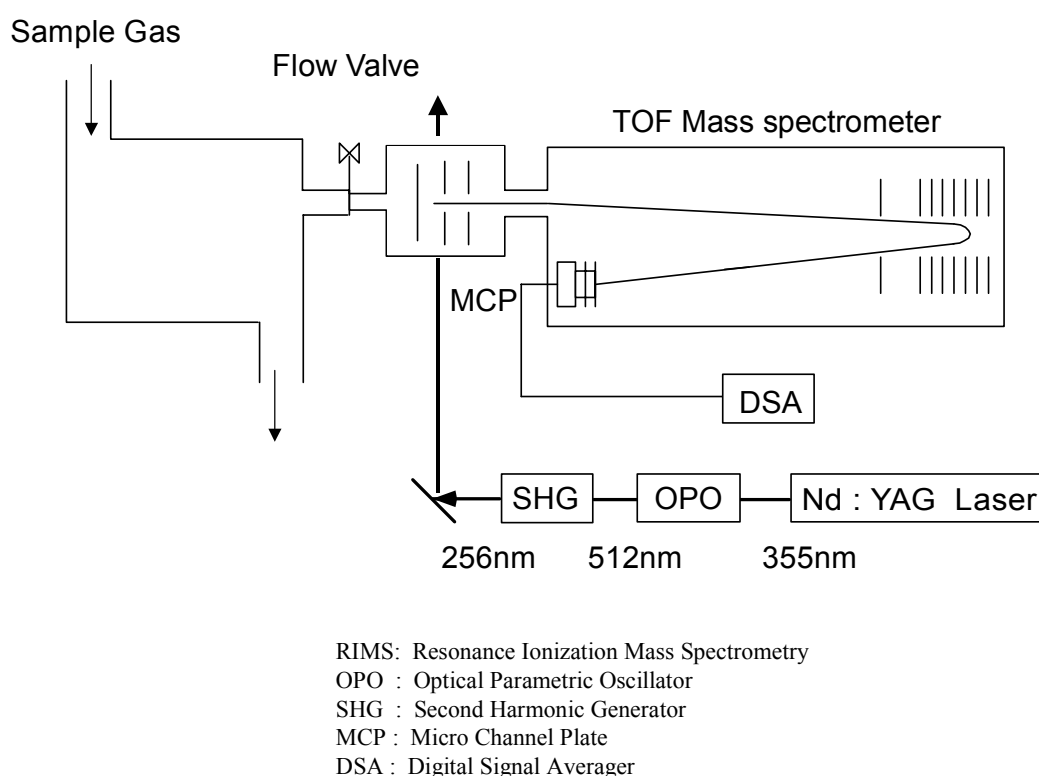 Sample Gas
Flow Valve
TOF Mass spectrometer
MCP
DSA
SHG
OPO
Nd : YAG Laser
256nm
512nm
355nm
RIMS: Resonance Ionization Mass Spectrometry
OPO : Optical Parametric Oscillator
SHG : Second Harmonic Generator
MCP : Micro Channel Plate
DSA : Digital Signal Averager